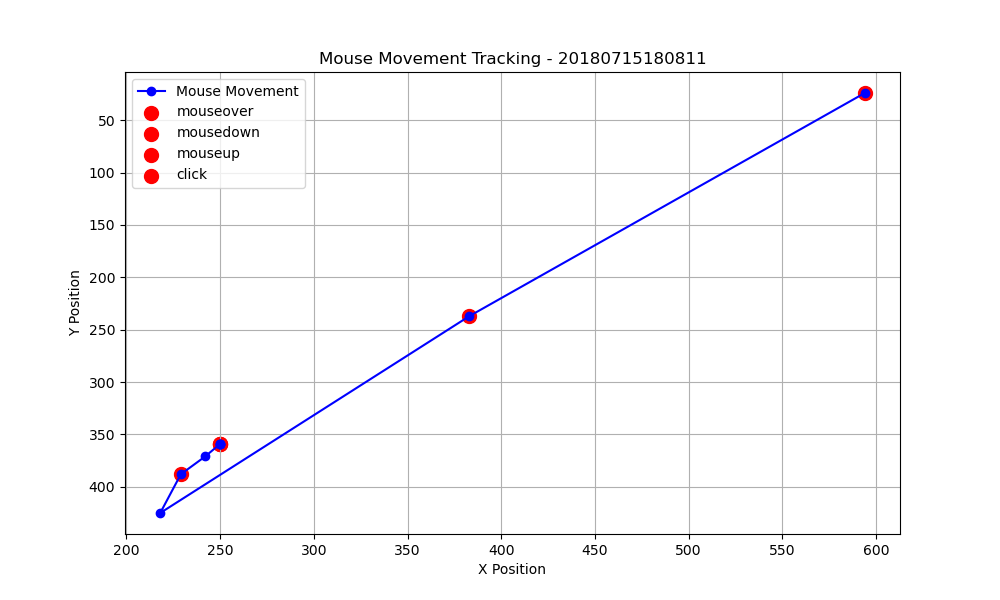 Mouse Movement Tracking - 20180715180811
Mouse Movement
mouseover
mousedown
mouseup
click
Y Position
50
100
150
200
250
300
350
400
200 250 300 350 400 450 500 550 600
X Position